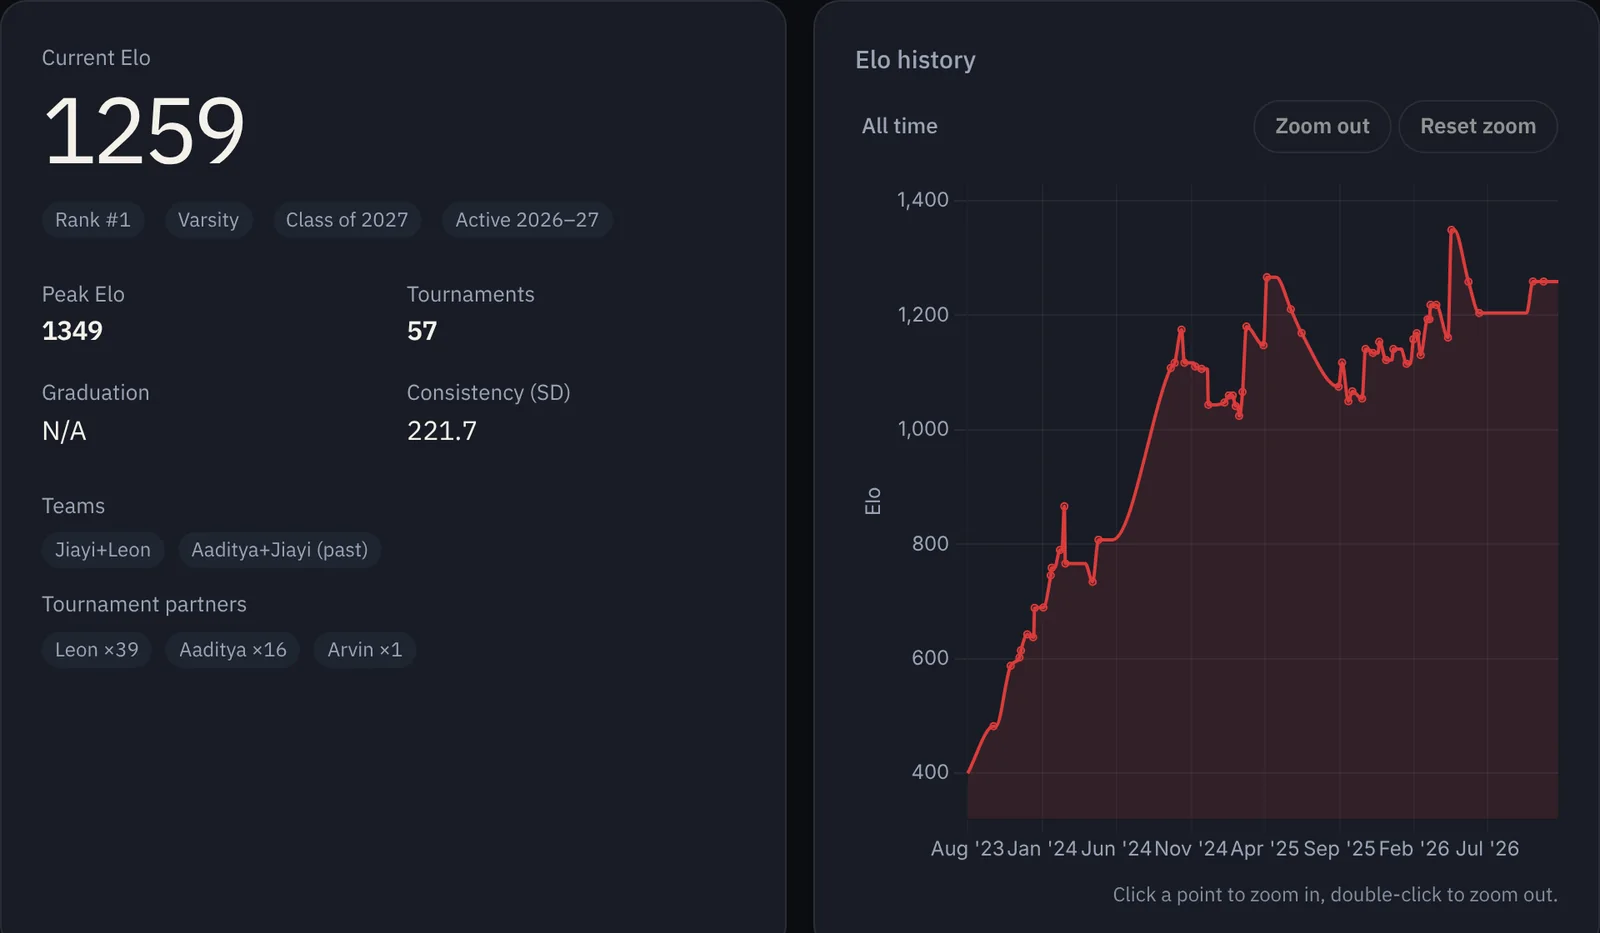 Current Elo
1259
Rank #1 Varsity Class of 2027 Active 2026–27
Peak Elo Tournaments
1349 57
Graduation Consistency (SD)
N/A 221.7
Teams
Jiayi+Leon Aaditya+Jiayi (past)
Tournament partners
Leon ×39 Aaditya ×16 Arvin ×1
Elo history
All time Zoom out Reset zoom
1,400
1,200
1,000
800
600
400
Elo
Aug '23 Jan '24 Jun '24 Nov '24 Apr '25 Sep '25 Feb '26 Jul '26
Click a point to zoom in, double-click to zoom out.